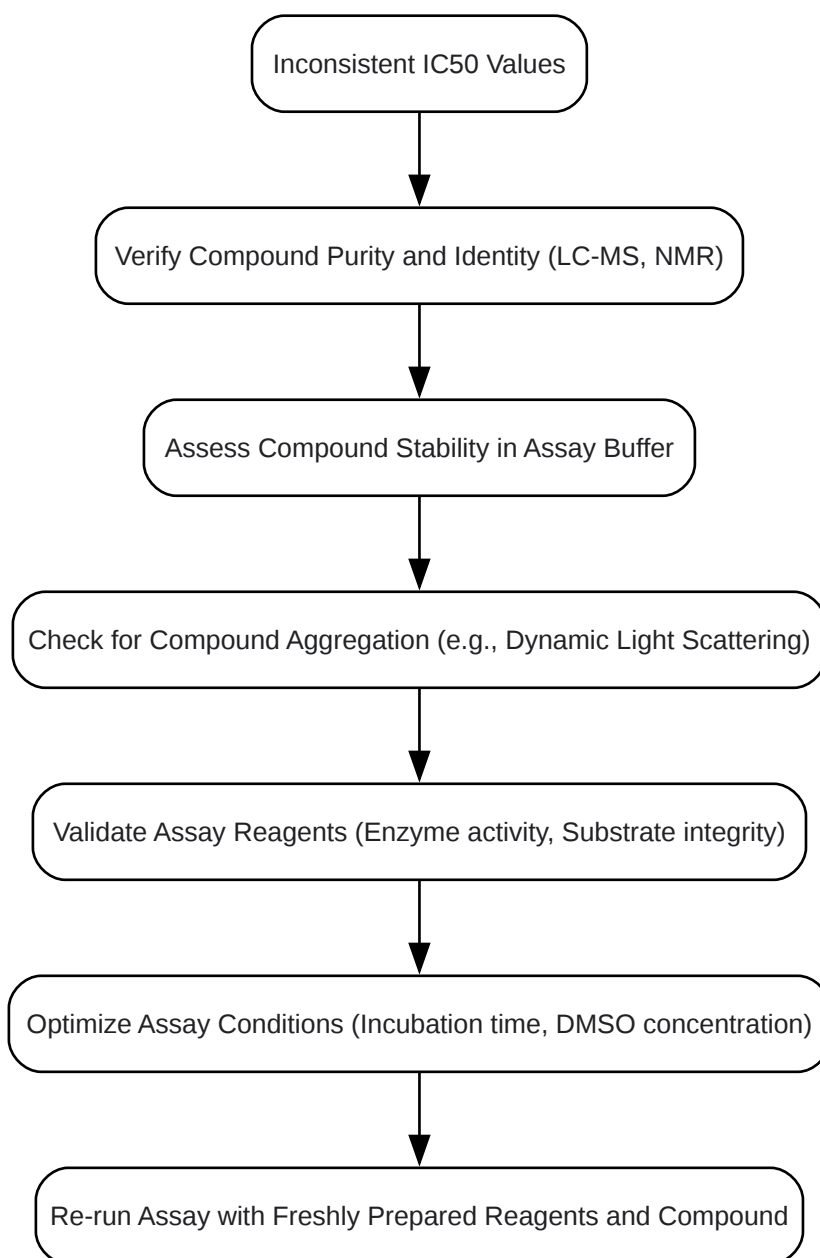 Inconsistent IC50 Values
Verify Compound Purity and Identity (LC-MS, NMR)
Assess Compound Stability in Assay Buffer
Check for Compound Aggregation (e.g., Dynamic Light Scattering)
Validate Assay Reagents (Enzyme activity, Substrate integrity)
Optimize Assay Conditions (Incubation time, DMSO concentration)
Re-run Assay with Freshly Prepared Reagents and Compound